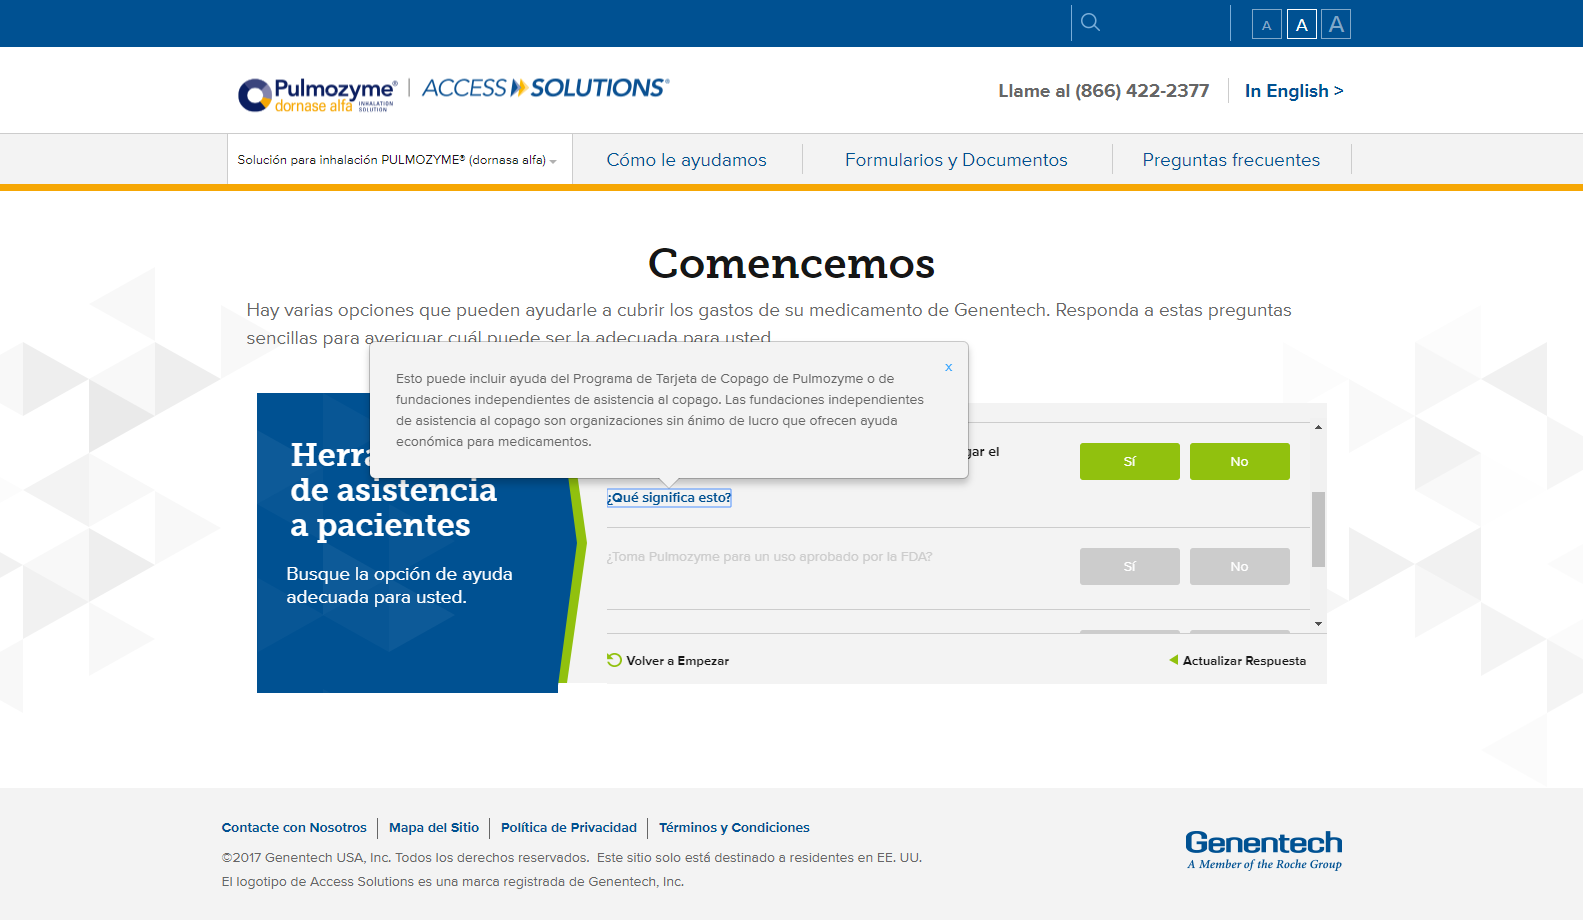 A A A
Pulmozyme®
dornase alfa INHALATION SOLUTION
ACCESS SOLUTIONS®
Llame al (866) 422-2377
In English >
Solución para inhalación PULMOZYME® (dornasa alfa)
Cómo le ayudamos
Formularios y Documentos
Preguntas frecuentes
Comencemos
Hay varias opciones que pueden ayudarle a cubrir los gastos de su medicamento de Genentech. Responda a estas preguntas
sencillas para averiguar cuál puede ser la adecuada para usted
x
Esto puede incluir ayuda del Programa de Tarjeta de Copago de Pulmozyme o de
fundaciones independientes de asistencia al copago. Las fundaciones independientes
de asistencia al copago son organizaciones sin ánimo de lucro que ofrecen ayuda
económica para medicamentos.
de asistencia
a pacientes
Busque la opción de ayuda
adecuada para usted.
el
Sí No
¿Qué significa esto?
¿Toma Pulmozyme para un uso aprobado por la FDA?
Sí No
Volver a Empezar
Actualizar Respuesta
Contacte con Nosotros
Mapa del Sitio
Política de Privacidad
Términos y Condiciones
©2017 Genentech USA, Inc. Todos los derechos reservados. Este sitio solo está destinado a residentes en EE. UU.
El logotipo de Access Solutions es una marca registrada de Genentech, Inc.
Genentech
A Member of the Roche Group